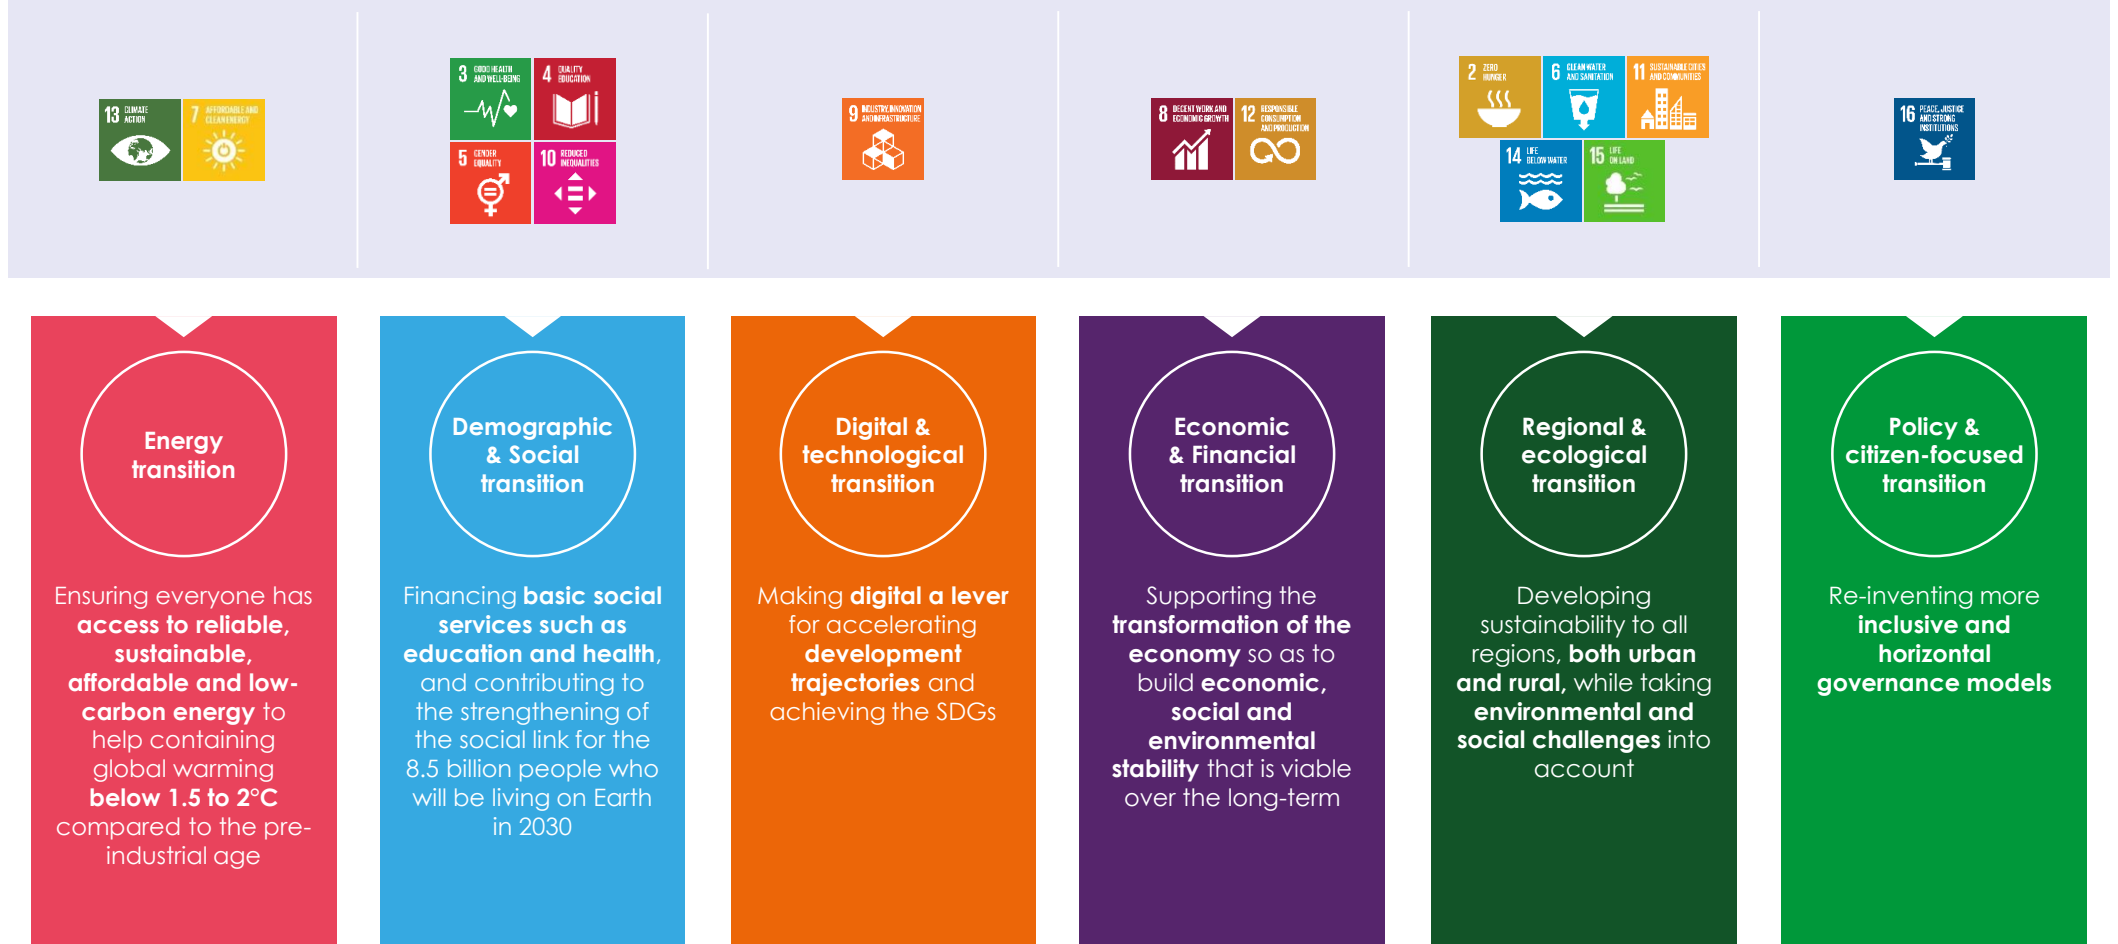 13 CLIMATE
ACTION
7 AFFORDABLE AND
CLEAN ENERGY
3 GOOD HEALTH
AND WELL-BEING
4 QUALITY
EDUCATION
5 GENDER
EQUALITY
10 REDUCED
INEQUALITIES
9 INDUSTRY, INNOVATION
AND INFRASTRUCTURE
8 DECENT WORK AND
ECONOMIC GROWTH
12 RESPONSIBLE
CONSUMPTION
AND PRODUCTION
2 ZERO
HUNGER
6 CLEAN WATER
AND SANITATION
11 SUSTAINABLE CITIES
AND COMMUNITIES
14 LIFE
BELOW WATER
15 LIFE
ON LAND
16 PEACE, JUSTICE
AND STRONG
INSTITUTIONS
Energy
transition
Ensuring everyone has
access to reliable,
sustainable,
affordable and low-
carbon energy to
help containing
global warming
below 1.5 to 2°C
compared to the pre-
industrial age
Demographic
& Social
transition
Financing basic social
services such as
education and health,
and contributing to
the strengthening of
the social link for the
8.5 billion people who
will be living on Earth
in 2030
Digital &
technological
transition
Making digital a lever
for accelerating
development
trajectories and
achieving the SDGs
Economic
& Financial
transition
Supporting the
transformation of the
economy so as to
build economic,
social and
environmental
stability that is viable
over the long-term
Regional &
ecological
transition
Developing
sustainability to all
regions, both urban
and rural, while taking
environmental and
social challenges into
account
Policy &
citizen-focused
transition
Re-inventing more
inclusive and
horizontal
governance models